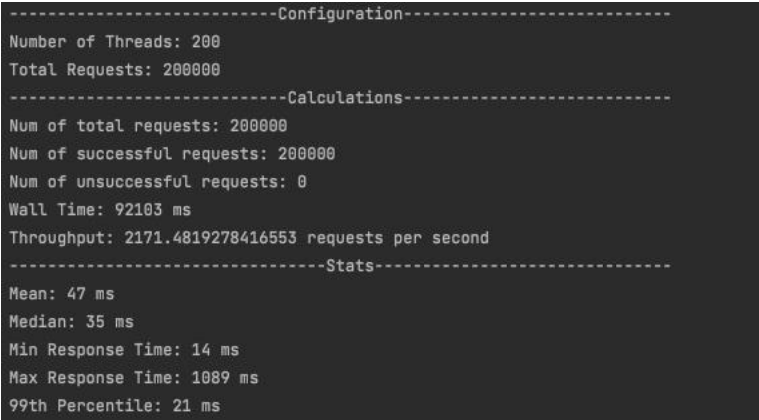 ----------------------------Configuration----------------------------
Number of Threads: 200
Total Requests: 200000
-----------------------------Calculations----------------------------
Num of total requests: 200000
Num of successful requests: 200000
Num of unsuccessful requests: 0
Wall Time: 92103 ms
Throughput: 2171.4819278416553 requests per second
---------------------------------Stats-------------------------------
Mean: 47 ms
Median: 35 ms
Min Response Time: 14 ms
Max Response Time: 1089 ms
99th Percentile: 21 ms